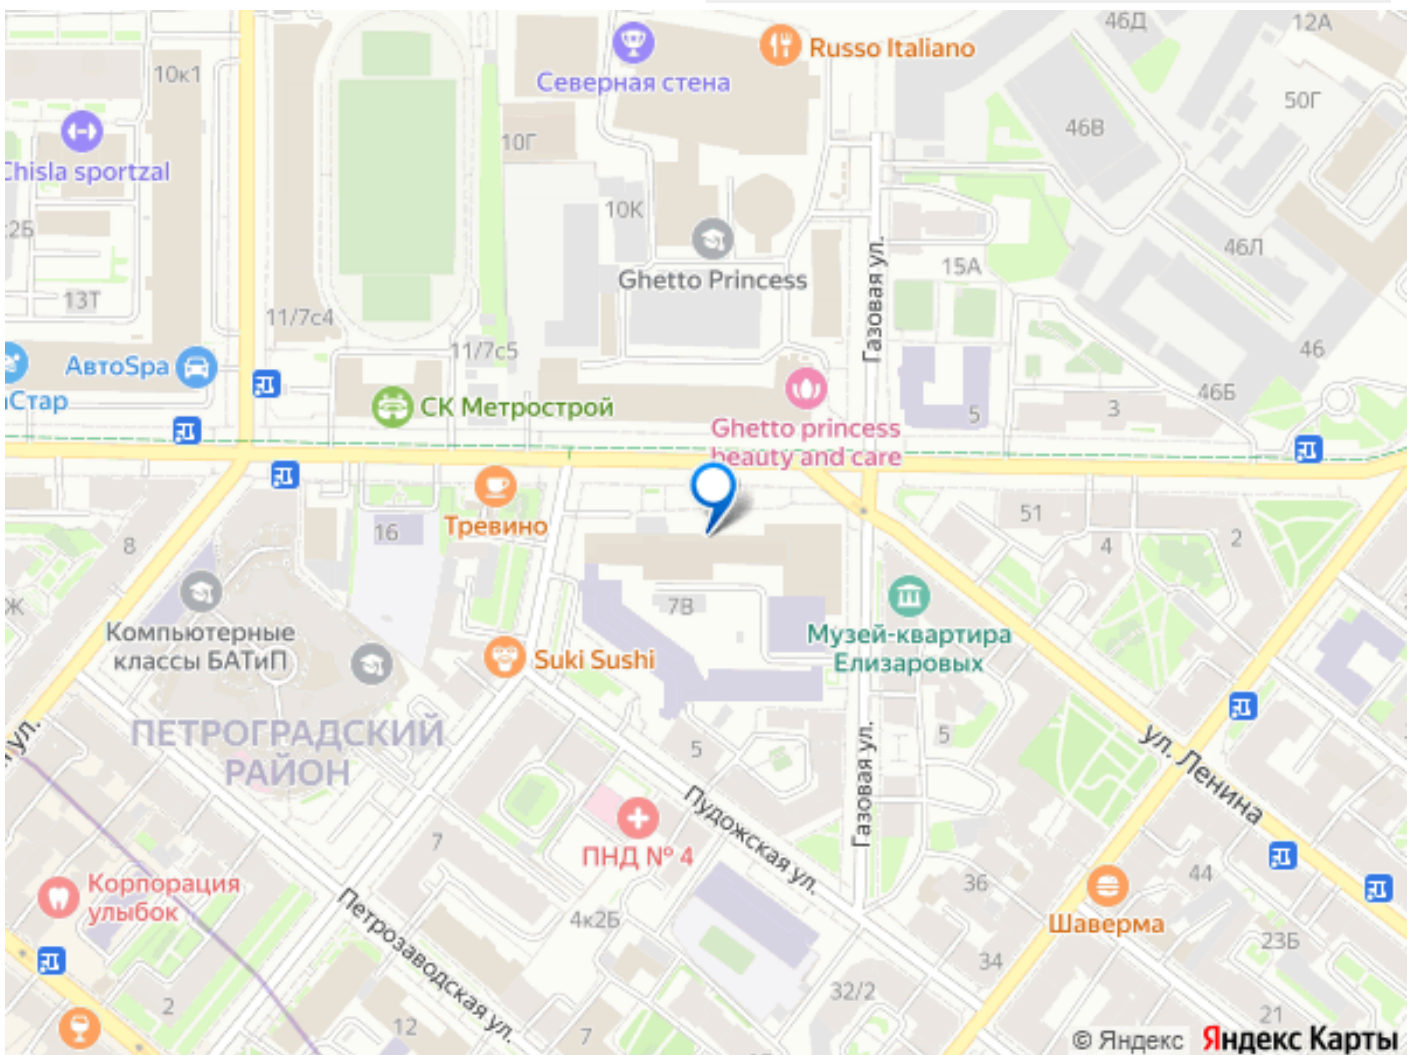 46Д
12А
Russo Italiano
Северная стена
10к1
50Г
46В
10Г
Chisla sportzal
10К
25
46Л
15А
Ghetto Princess
Газовая ул.
13Т
11/7с4
11/7с5
46
АвтоSpa
46Б
аСтар
СК Метрострой
3
5
Ghetto princess
beauty and care
51
Тревино
16
2
8
4
7В
Ж
Компьютерные
классы БАТиП
Музей-квартира
Елизаровых
Suki Sushi
ПЕТРОГРАДСКИЙ
РАЙОН
ул.
5
5
ул. Ленина
Газовая ул.
Пудожская ул.
7
ПНД № 4
Корпорация
улыбок
36
44
4к2Б
Шаверма
23Б
Петрозаводская ул.
34
32/2
2
12
7
21
© Яндекс Яндекс Карты